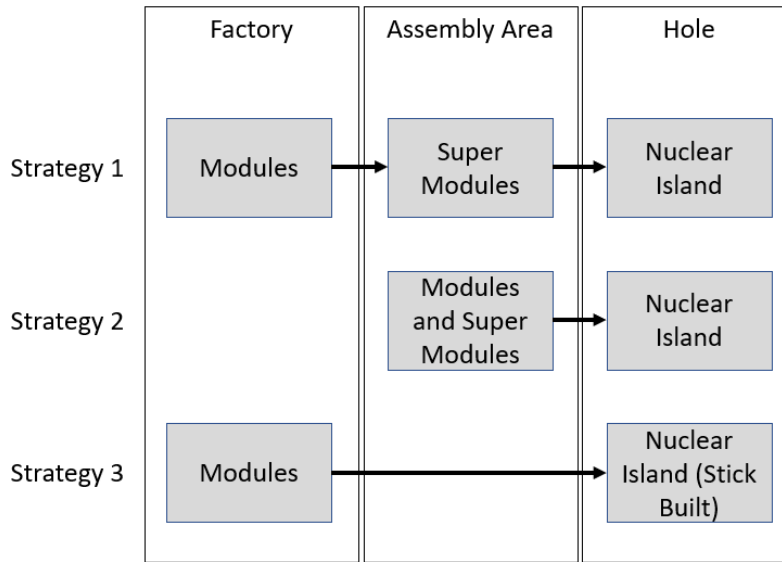 Factory
Assembly Area
Hole
Strategy 1
Modules
Super
Modules
Nuclear
Island
Strategy 2
Modules
and Super
Modules
Nuclear
Island
Strategy 3
Modules
Nuclear
Island (Stick
Built)